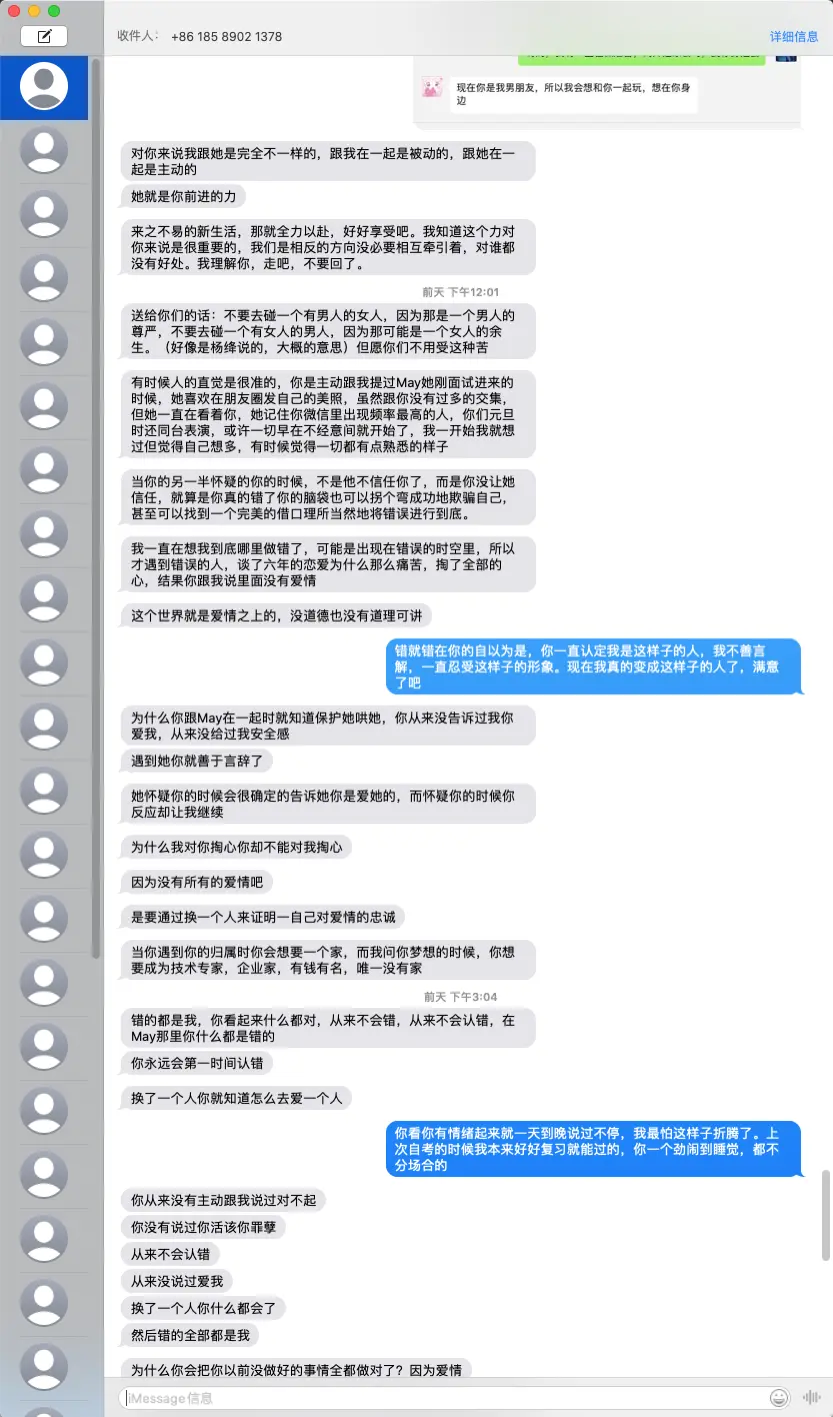 收件人： +86 185 8902 1378
详细信息
现在你是我男朋友，所以我会想和你一起玩，想在你身
边
对你来说我跟她是完全不一样的，跟我在一起是被动的，跟她在一
起是主动的
她就是你前进的力
来之不易的新生活，那就全力以赴，好好享受吧。我知道这个力对
你来说是很重要的，我们是相反的方向没必要相互牵引着，对谁都
没有好处。我理解你，走吧，不要回了。
前天 下午12:01
送给你们的话：不要去碰一个有男人的女人，因为那是一个男人的
尊严，不要去碰一个有女人的男人，因为那可能是一个女人的余
生。（好像是杨绛说的，大概的意思）但愿你们不用受这种苦
有时候人的直觉是很准的，你是主动跟我提过May她刚面试进来的
时候，她喜欢在朋友圈发自己的美照，虽然跟你没有过多的交集，
但她一直在看着你，她记住你微信里出现频率最高的人，你们元旦
时还同台表演，或许一切早在不经意间就开始了，我一开始我就想
过但觉得自己想多，有时候觉得一切都有点熟悉的样子
当你的另一半怀疑的你的时候，不是他不信任你了，而是你没让她
信任，就算是你真的错了你的脑袋也可以拐个弯成功地欺骗自己，
甚至可以找到一个完美的借口理所当然地将错误进行到底。
我一直在想我到底哪里做错了，可能是出现在错误的时空里，所以
才遇到错误的人，谈了六年的恋爱为什么那么痛苦，掏了全部的
心，结果你跟我说里面没有爱情
这个世界就是爱情之上的，没道德也没有道理可讲
错就错在你的自以为是，你一直认定我是这样子的人，我不善言
解，一直忍受这样子的形象。现在我真的变成这样子的人了，满意
了吧
为什么你跟May在一起时就知道保护她哄她，你从来没告诉过我你
爱我，从来没给过我安全感
遇到她你就善于言辞了
她怀疑你的时候会很确定的告诉她你是爱她的，而怀疑你的时候你
反应却让我继续
为什么我对你掏心你却不能对我掏心
因为没有所有的爱情吧
是要通过换一个人来证明一自己对爱情的忠诚
当你遇到你的归属时你会想要一个家，而我问你梦想的时候，你想
要成为技术专家，企业家，有钱有名，唯一没有家
前天 下午3:04
错的都是我，你看起来什么都对，从来不会错，从来不会认错，在
May那里你什么都是错的
你永远会第一时间认错
换了一个人你就知道怎么去爱一个人
你看你有情绪起来就一天到晚说过不停，我最怕这样子折腾了。上
次自考的时候我本来好好复习就能过的，你一个劲闹到睡觉，都不
分场合的
你从来没有主动跟我说过对不起
你没有说过你活该你罪孽
从来不会认错
从来没说过爱我
换了一个人你什么都会了
然后错的全部都是我
为什么你会把你以前没做好的事情全都做对了？因为爱情
iMessage信息